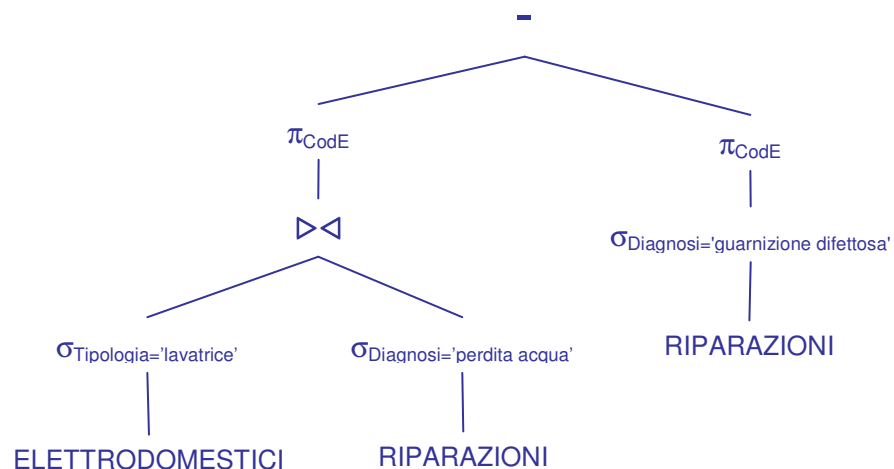 -
πCodE πCodE
⋈
σDiagnosi='guarnizione difettosa'
σTipologia=’lavatrice’ σDiagnosi=’perdita acqua’ RIPARAZIONI
ELETTRODOMESTICI RIPARAZIONI